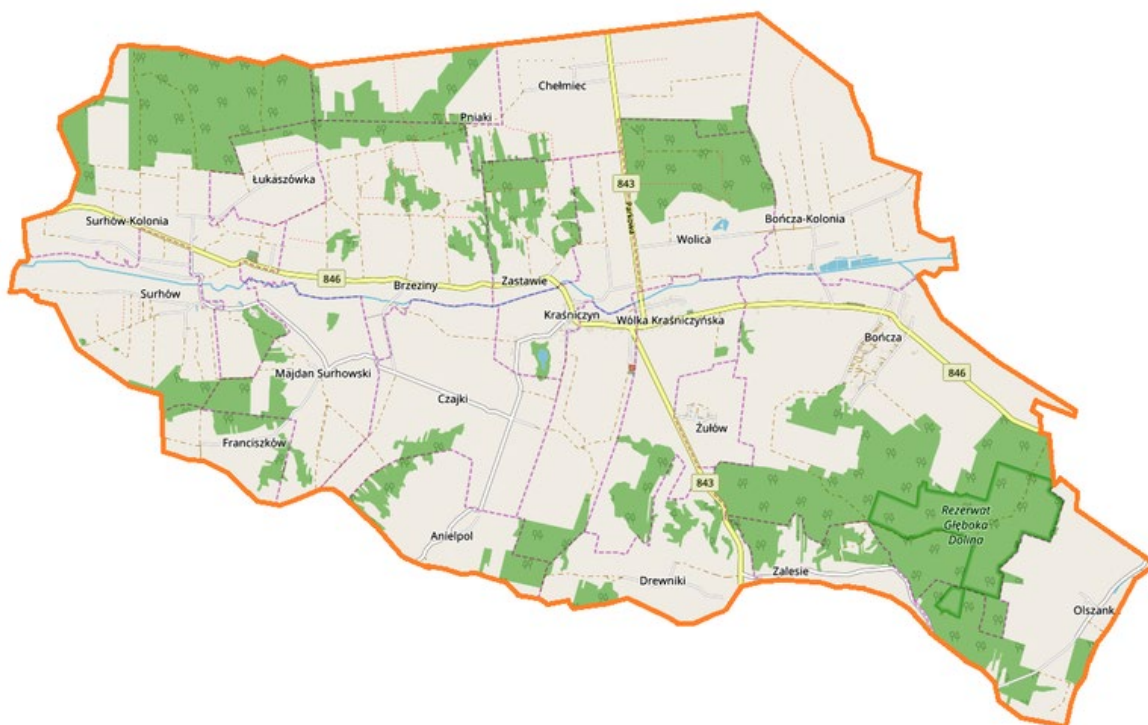 Chełmiec
Pniaki
Łukaszówka
843
Parkowa
Surhów-Kolonia
Bończa-Kolonia
Wolica
846
Surhów
Brzeziny
Zastawie
Kraśniczyn
Wólka Kraśniczyńska
Bończa
Majdan Surhowski
846
Czajki
Żułów
Franciszków
843
Rezerwat
Głęboka
Dolina
Anielpol
Zalesie
Drewniki
Olszank